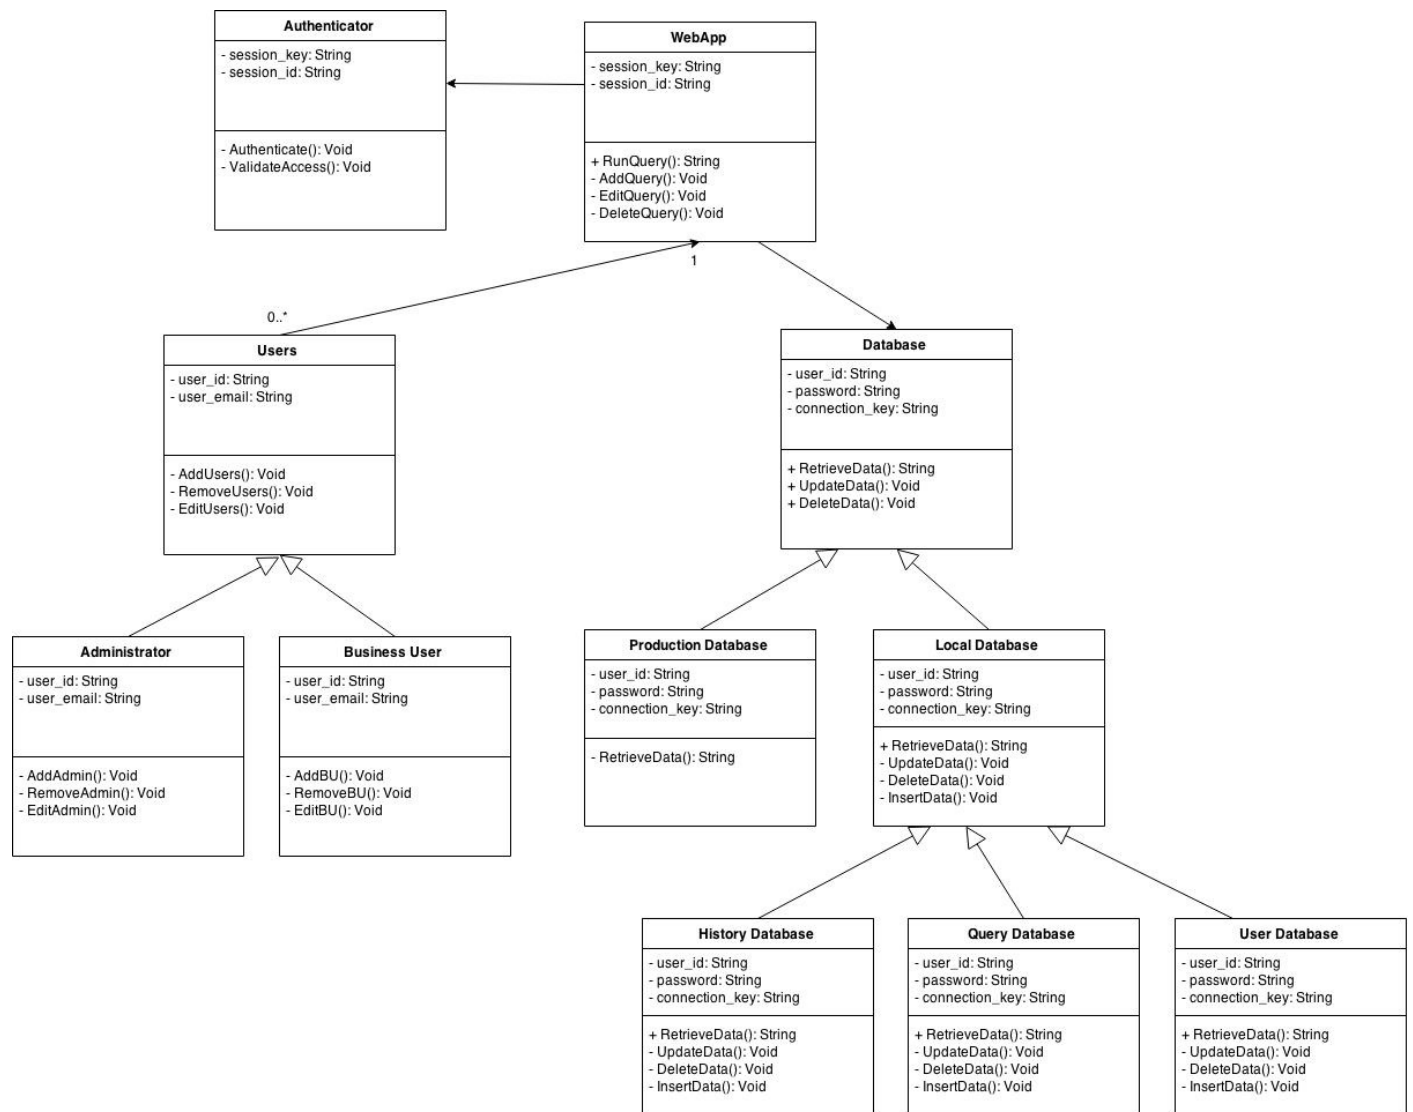 Authenticator
- session_key: String
- session_id: String
- Authenticate(): Void
- ValidateAccess(): Void
WebApp
- session_key: String
- session_id: String
+ RunQuery(): String
- AddQuery(): Void
- EditQuery(): Void
- DeleteQuery(): Void
1
0..*
Users
- user_id: String
- user_email: String
- AddUsers(): Void
- RemoveUsers(): Void
- EditUsers(): Void
Database
- user_id: String
- password: String
- connection_key: String
+ RetrieveData(): String
+ UpdateData(): Void
+ DeleteData(): Void
Administrator
- user_id: String
- user_email: String
- AddAdmin(): Void
- RemoveAdmin(): Void
- EditAdmin(): Void
Business User
- user_id: String
- user_email: String
- AddBU(): Void
- RemoveBU(): Void
- EditBU(): Void
Production Database
- user_id: String
- password: String
- connection_key: String
- RetrieveData(): String
Local Database
- user_id: String
- password: String
- connection_key: String
+ RetrieveData(): String
- UpdateData(): Void
- DeleteData(): Void
- InsertData(): Void
History Database
- user_id: String
- password: String
- connection_key: String
+ RetrieveData(): String
- UpdateData(): Void
- DeleteData(): Void
- InsertData(): Void
Query Database
- user_id: String
- password: String
- connection_key: String
+ RetrieveData(): String
- UpdateData(): Void
- DeleteData(): Void
- InsertData(): Void
User Database
- user_id: String
- password: String
- connection_key: String
+ RetrieveData(): String
- UpdateData(): Void
- DeleteData(): Void
- InsertData(): Void